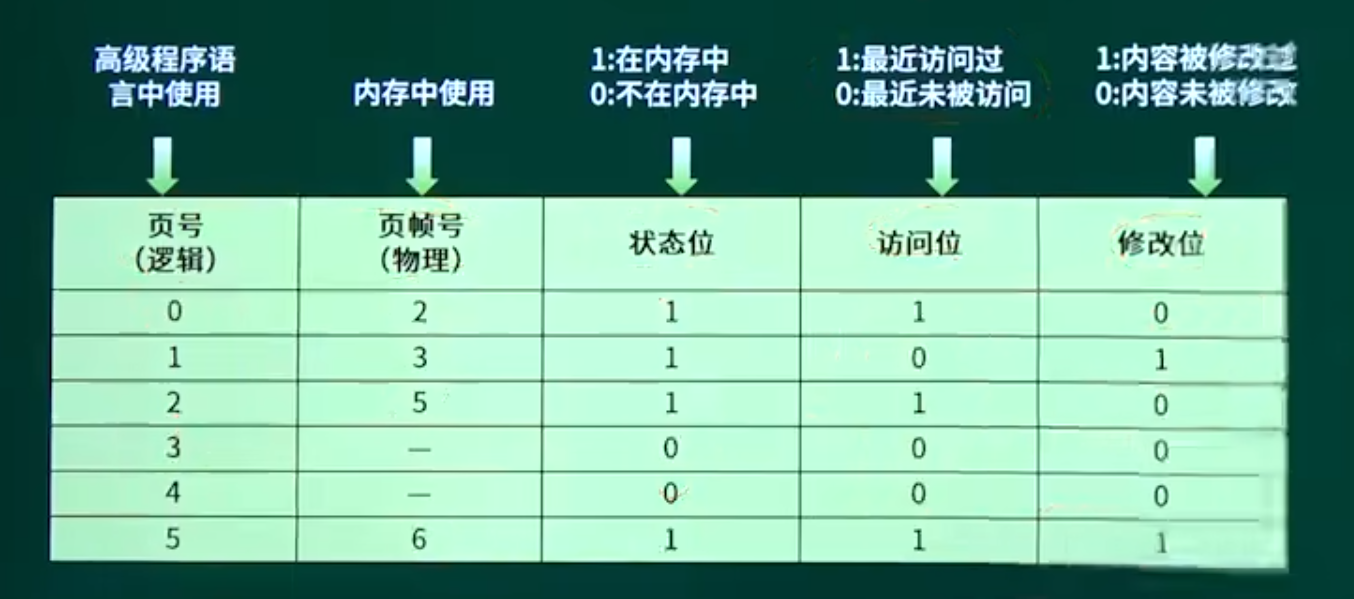 高级程序语
言中使用
内存中使用
1:在内存中
0:不在内存中
1:最近访问过
0:最近未被访问
1:内容被修改过
0:内容未被修改
页号
（逻辑）
页帧号
（物理）
状态位
访问位
修改位
0 2 1 1 0
1 3 1 0 1
2 5 1 1 0
3 — 0 0 0
4 — 0 0 0
5 6 1 1 1